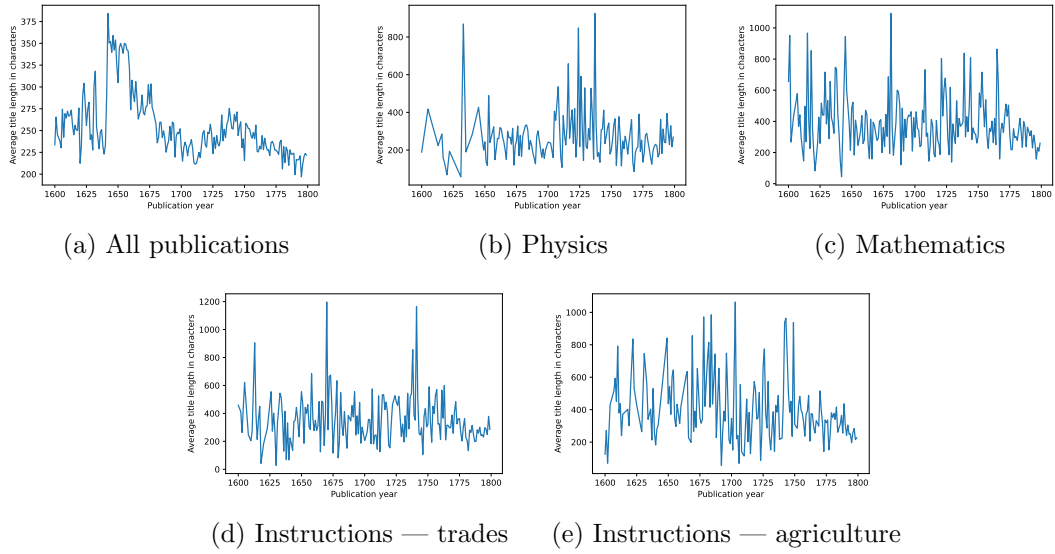 Average title length in characters
375
350
325
300
275
250
225
200
1600 1625 1650 1675 1700 1725 1750 1775 1800
Publication year
(a) All publications
Average title length in characters
800
600
400
200
1600 1625 1650 1675 1700 1725 1750 1775 1800
Publication year
(b) Physics
Average title length in characters
1000
800
600
400
200
0
1600 1625 1650 1675 1700 1725 1750 1775 1800
Publication year
(c) Mathematics
Average title length in characters
1200
1000
800
600
400
200
0
1600 1625 1650 1675 1700 1725 1750 1775 1800
Publication year
(d) Instructions — trades
Average title length in characters
1000
800
600
400
200
1600 1625 1650 1675 1700 1725 1750 1775 1800
Publication year
(e) Instructions — agriculture